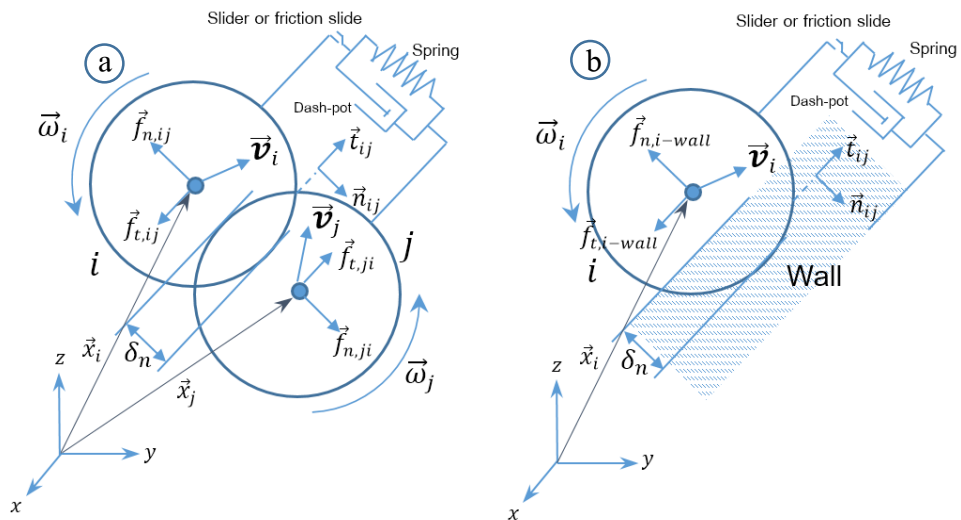 Slider or friction slide
a
Spring
Dash-pot
ω⃗ᵢ
f⃗ₙ,ᵢⱼ
v⃗ᵢ
t⃗ᵢⱼ
n⃗ᵢⱼ
f⃗ₜ,ᵢⱼ
v⃗ⱼ
i
j
f⃗ₜ,ⱼᵢ
f⃗ₙ,ⱼᵢ
x⃗ᵢ
δₙ
x⃗ⱼ
ω⃗ⱼ
z
y
x
Slider or friction slide
b
Spring
Dash-pot
ω⃗ᵢ
f⃗ₙ,ᵢ₋wall
v⃗ᵢ
t⃗ᵢⱼ
n⃗ᵢⱼ
f⃗ₜ,ᵢ₋wall
i
Wall
x⃗ᵢ
δₙ
z
y
x